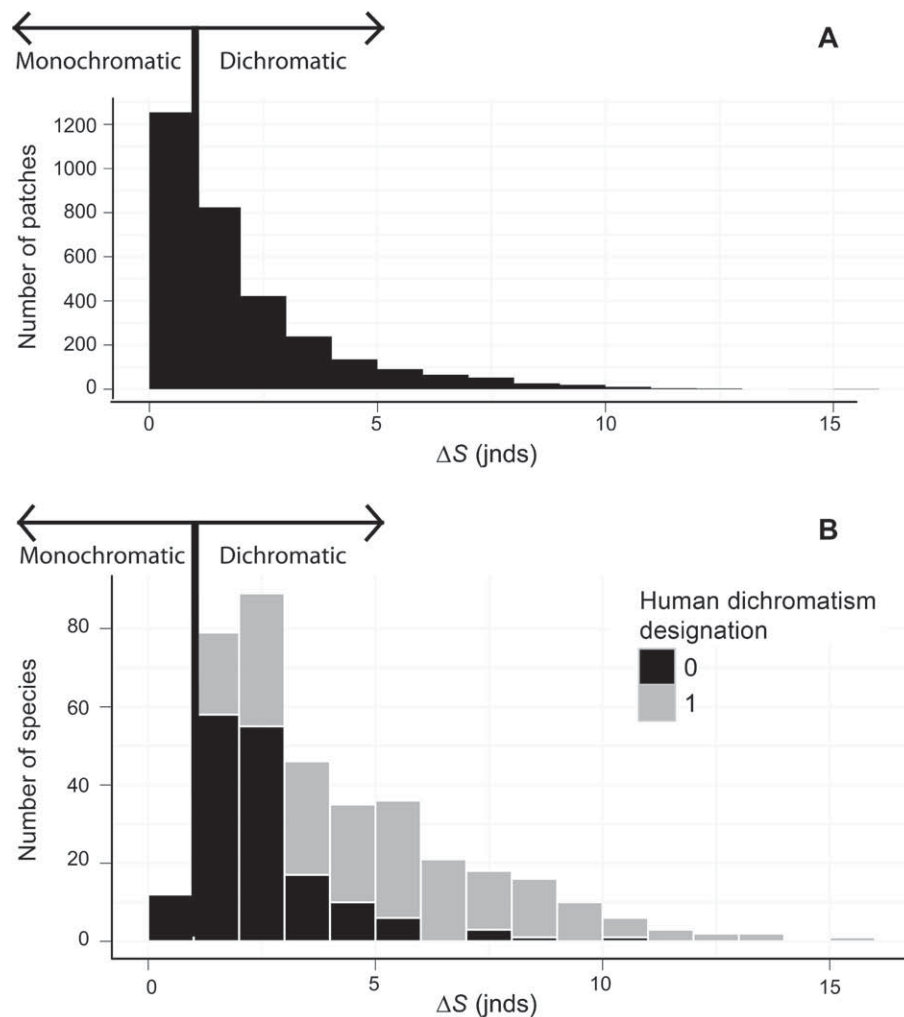 A
Monochromatic
Dichromatic
Number of patches
1200
1000
800
600
400
200
0
0
5
10
15
ΔS (jnds)
B
Monochromatic
Dichromatic
Human dichromatism
designation
0
1
Number of species
80
60
40
20
0
0
5
10
15
ΔS (jnds)